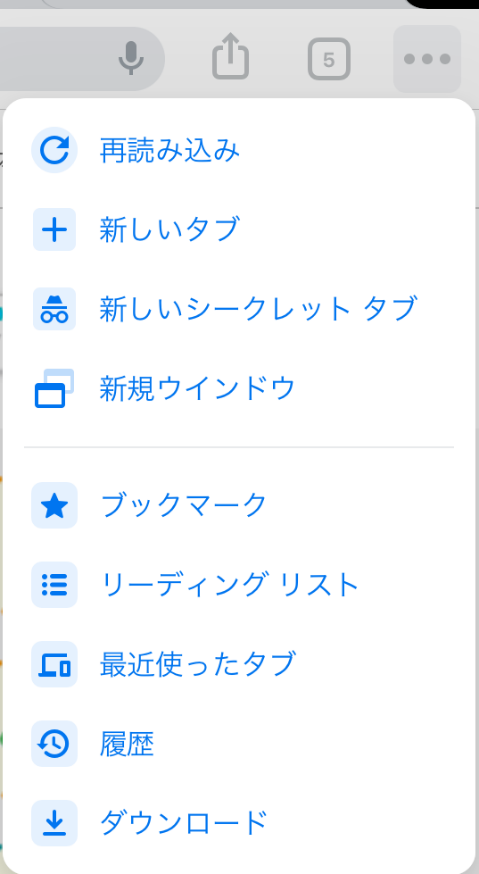 5
再読み込み
新しいタブ
新しいシークレット タブ
新規ウインドウ
ブックマーク
リーディング リスト
最近使ったタブ
履歴
ダウンロード